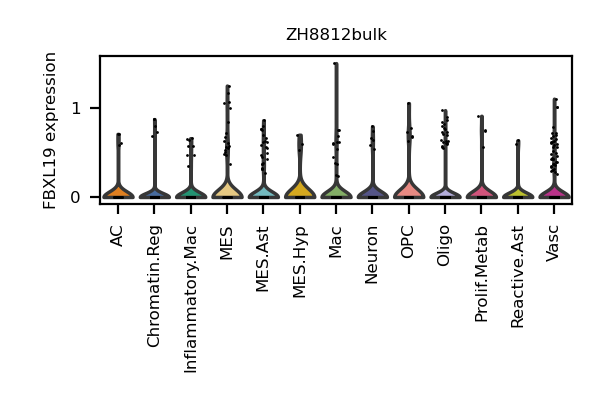 ZH8812bulk
FBXL19 expression
1
0
AC
Chromatin.Reg
Inflammatory.Mac
MES
MES.Ast
MES.Hyp
Mac
Neuron
OPC
Oligo
Prolif.Metab
Reactive.Ast
Vasc